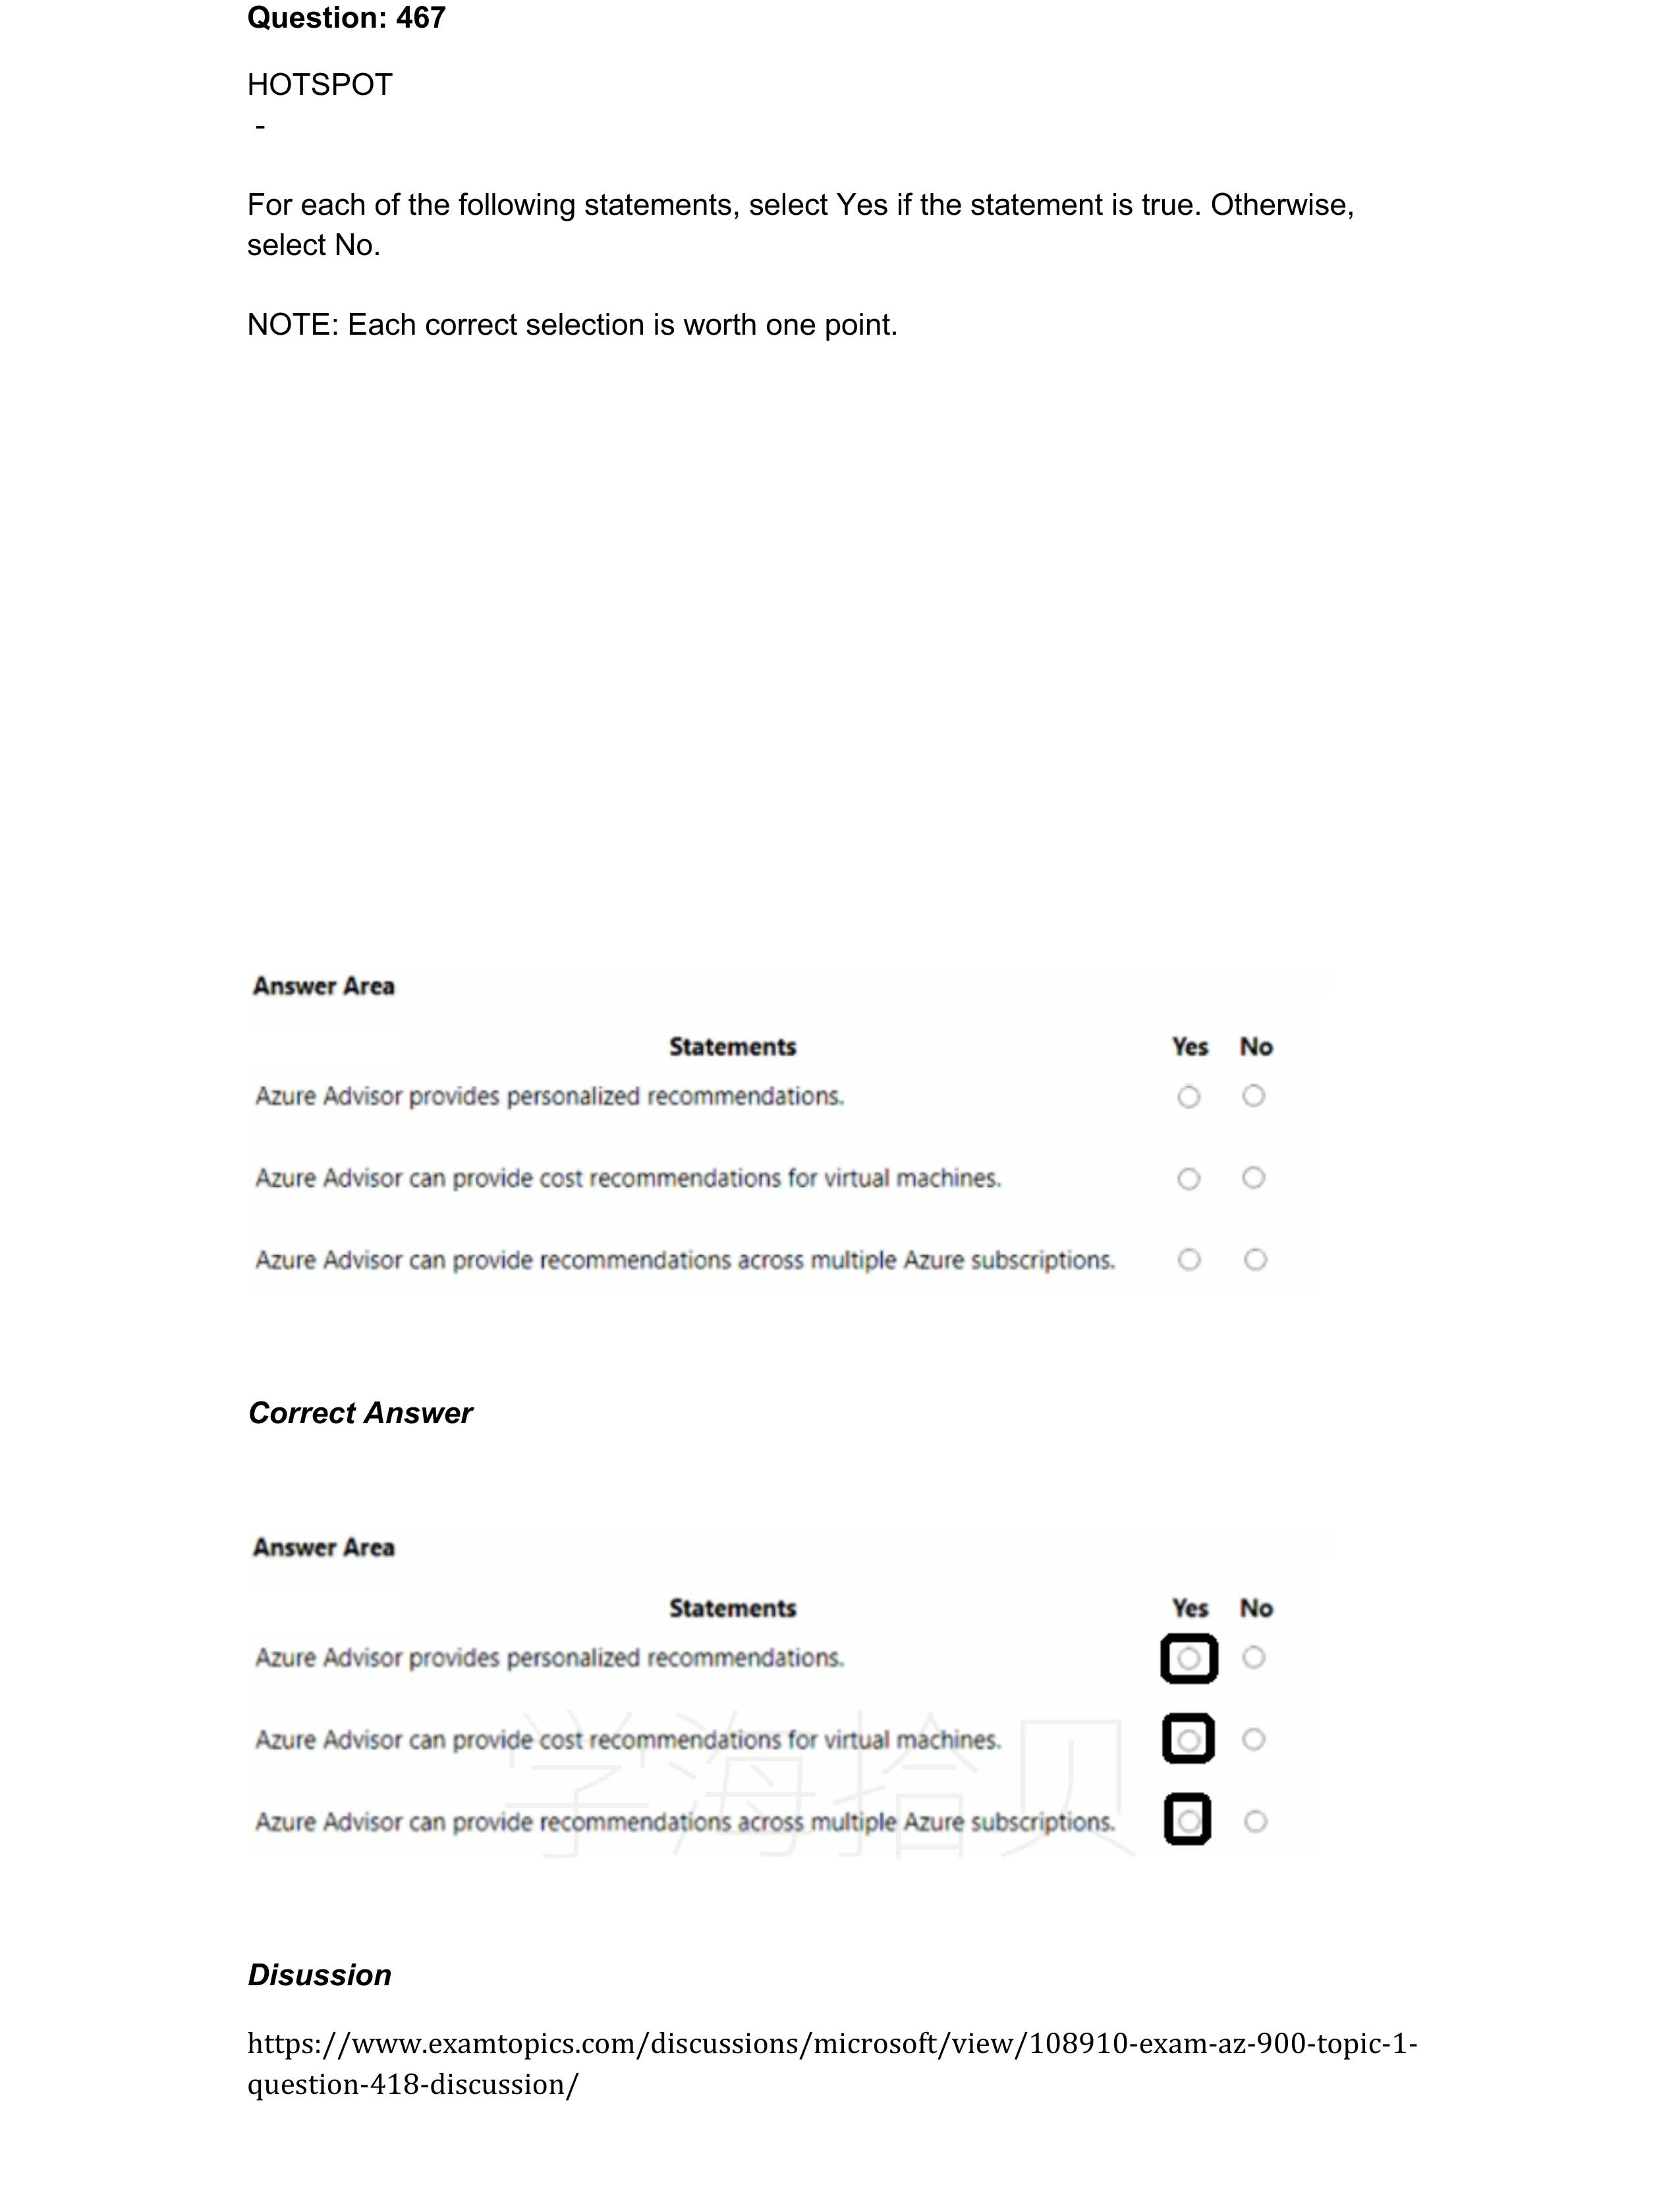 Question: 467
HOTSPOT
-
For each of the following statements, select Yes if the statement is true. Otherwise,
select No.
NOTE: Each correct selection is worth one point.
Answer Area
Statements Yes No
Azure Advisor provides personalized recommendations.
Azure Advisor can provide cost recommendations for virtual machines.
Azure Advisor can provide recommendations across multiple Azure subscriptions.
Correct Answer
Answer Area
Statements Yes No
Azure Advisor provides personalized recommendations.
Azure Advisor can provide cost recommendations for virtual machines.
学海拾贝
Azure Advisor can provide recommendations across multiple Azure subscriptions.
Disussion
https://www.examtopics.com/discussions/microsoft/view/108910-exam-az-900-topic-1-
question-418-discussion/